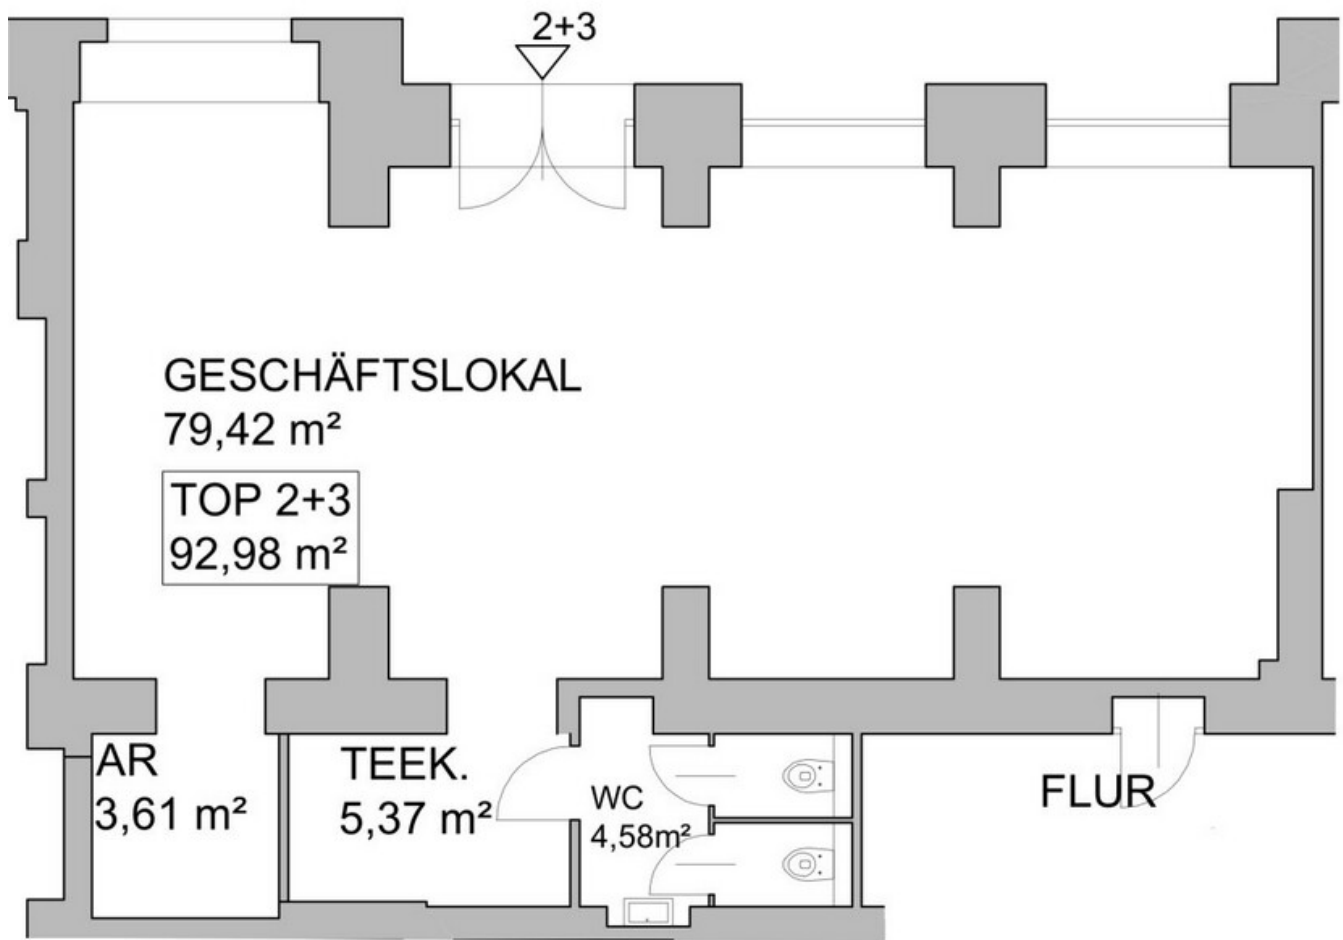 2+3
GESCHÄFTSLOKAL
79,42 m²
TOP 2+3
92,98 m²
AR
3,61 m²
TEEK.
5,37 m²
WC
4,58m²
FLUR